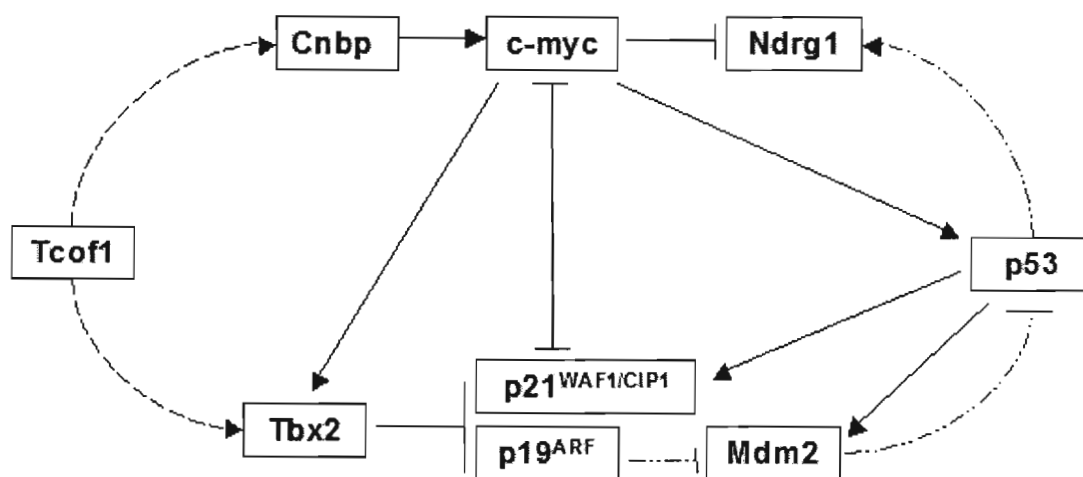 Cnbp
c-myc
Ndrg1
Tcof1
p53
p21WAF1/CIP1
Tbx2
p19ARF
Mdm2